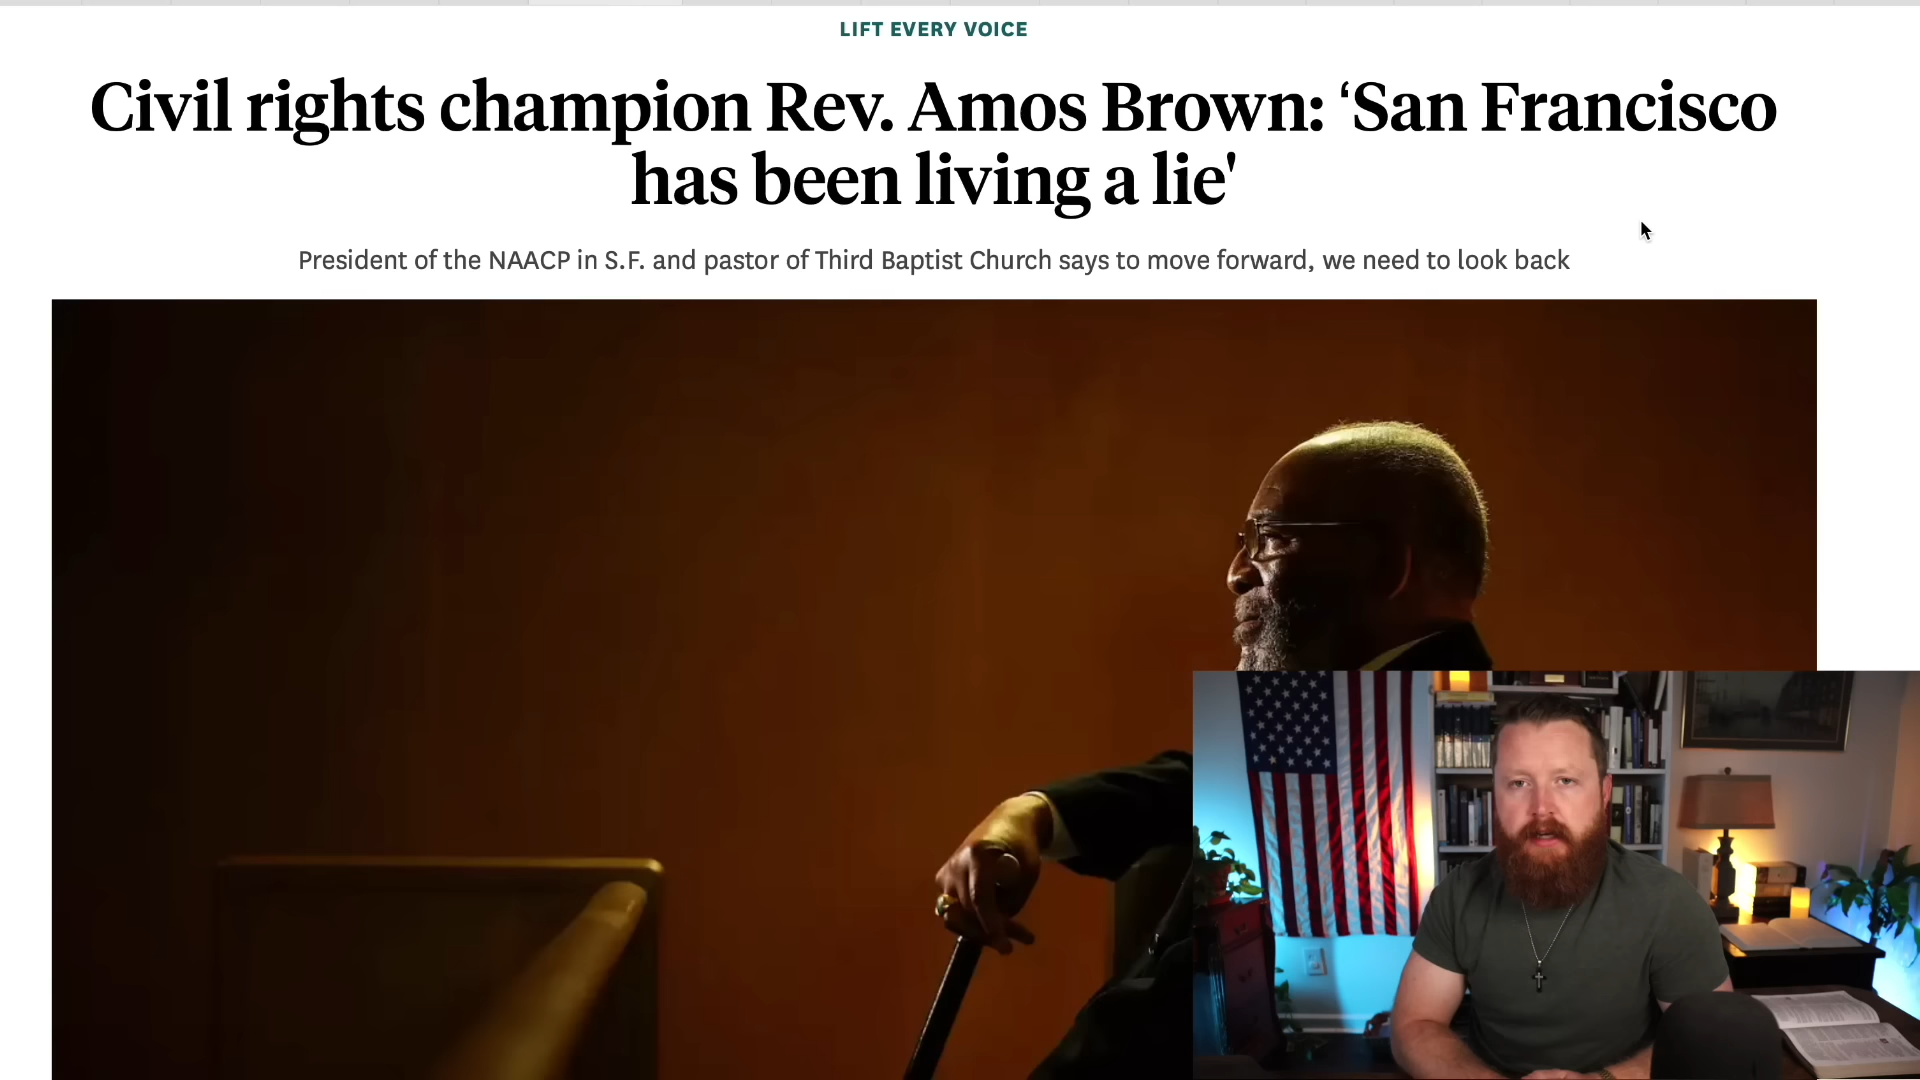 LIFT EVERY VOICE
Civil rights champion Rev. Amos Brown: ‘San Francisco
has been living a lie'
President of the NAACP in S.F. and pastor of Third Baptist Church says to move forward, we need to look back